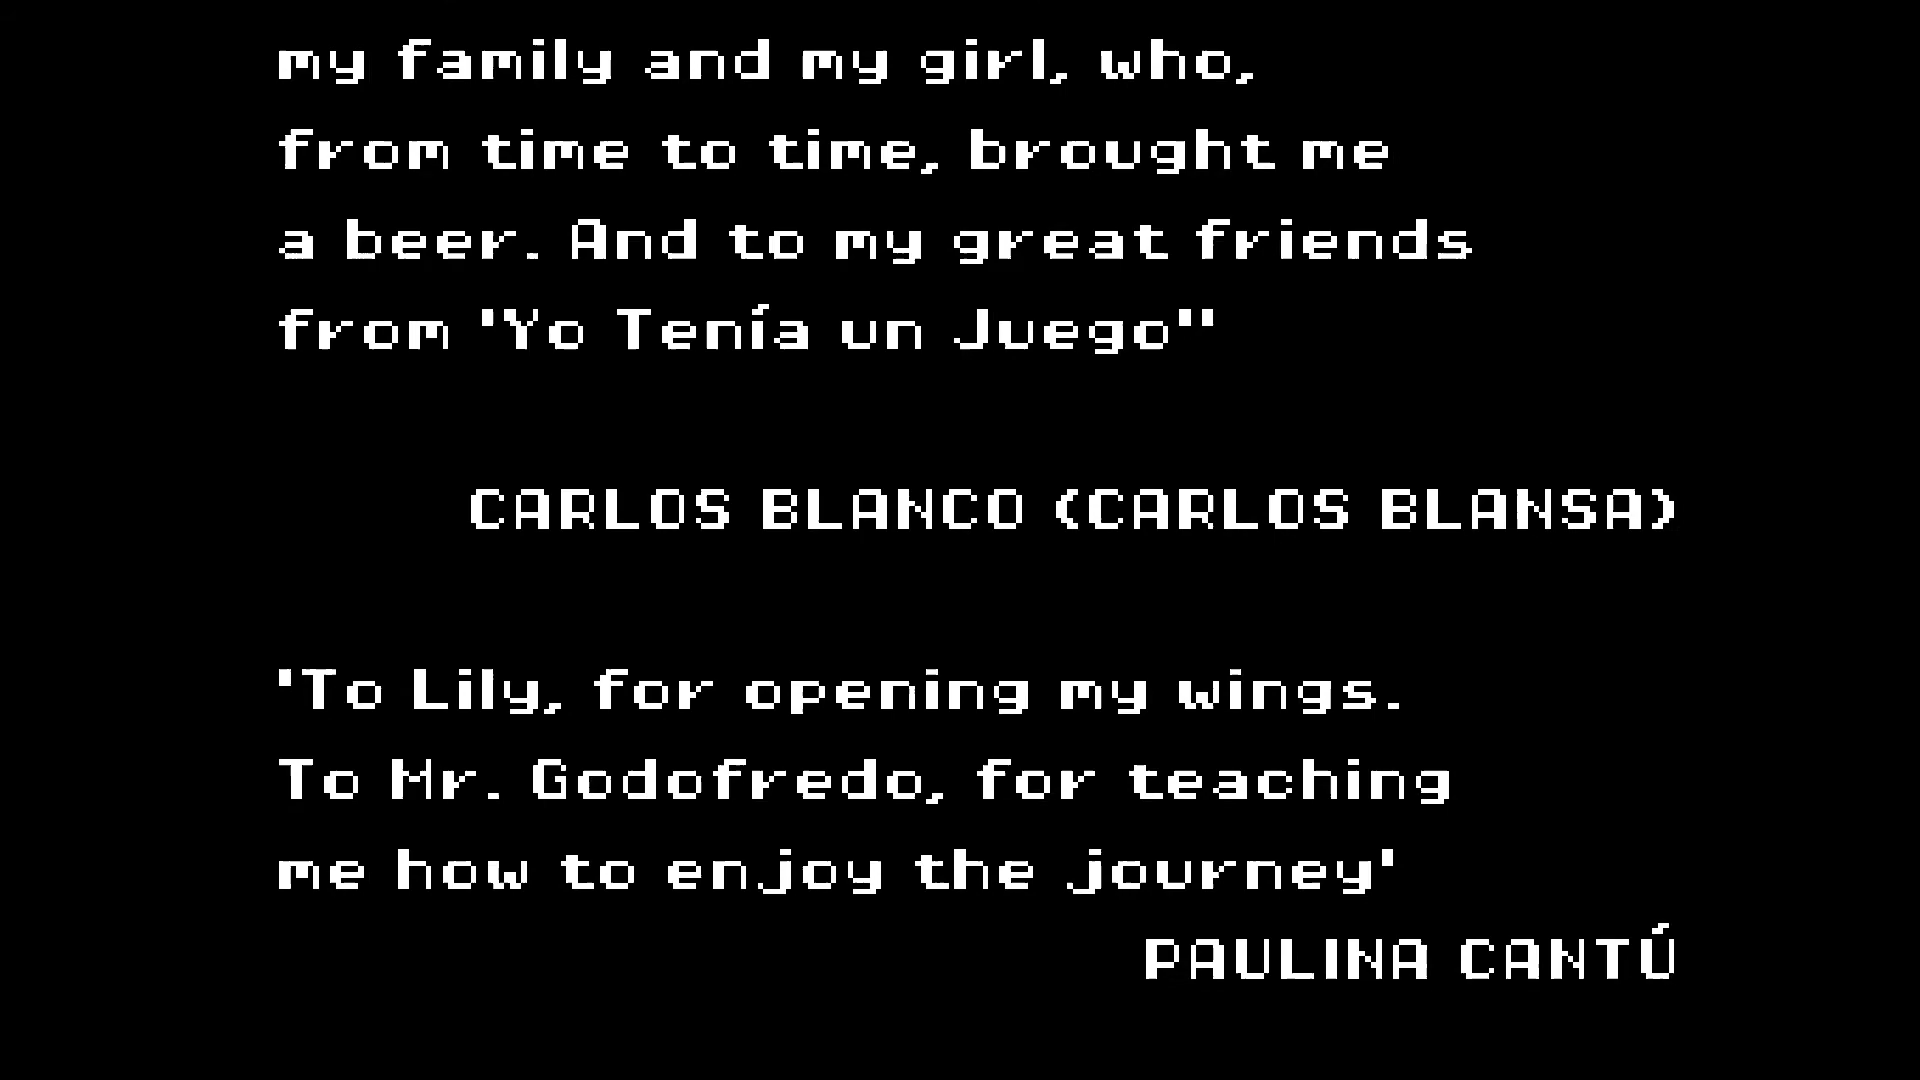 my family and my girl, who,
from time to time, brought me
a beer. And to my great friends
from 'Yo Tenía un Juego''
CARLOS BLANCO (CARLOS BLANSA)
'To Lily, for opening my wings.
To Mr. Godofredo, for teaching
me how to enjoy the journey'
PAULINA CANTÚ